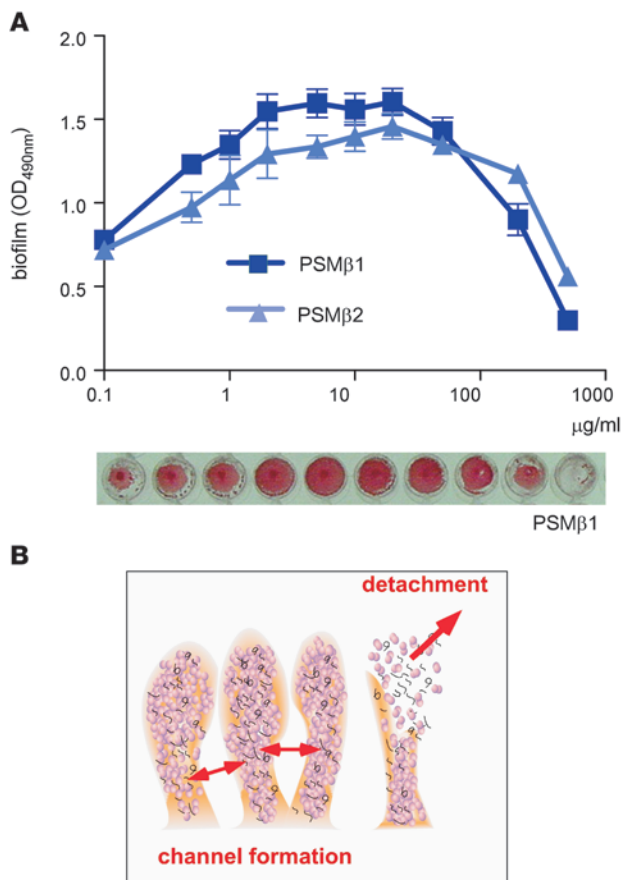 A
2.0
1.5
1.0
0.5
0.0
biofilm (OD490nm)
PSMβ1
PSMβ2
0.1 1 10 100 1000
μg/ml
PSMβ1
B
detachment
channel formation